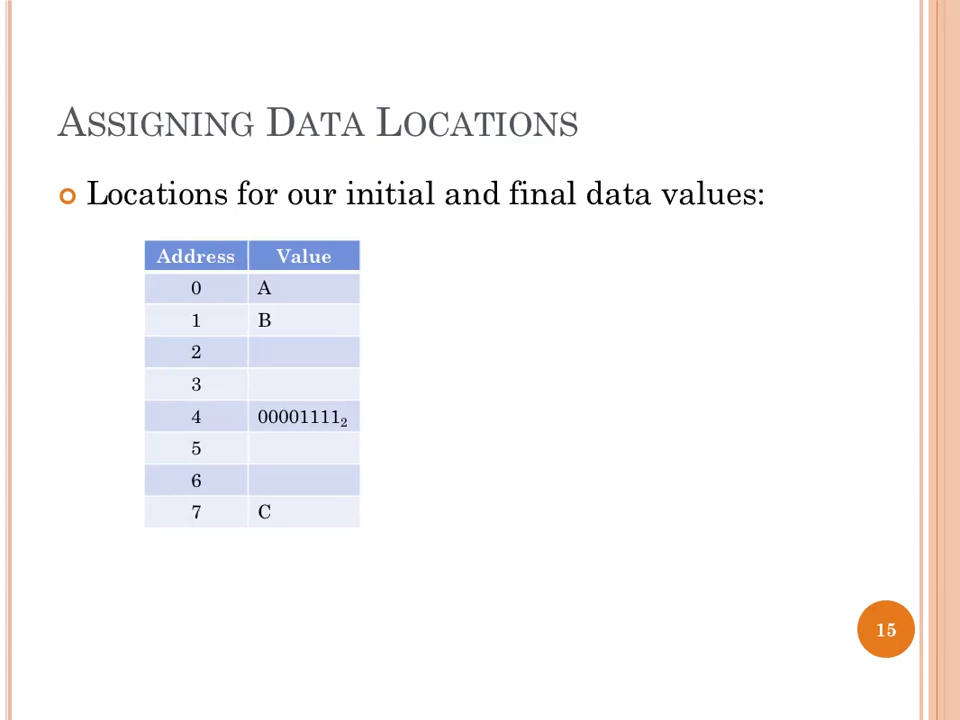 ASSIGNING DATA LOCATIONS
Locations for our initial and final data values:
Address Value
0 A
1 B
2
3
4 00001111₂
5
6
7 C
15